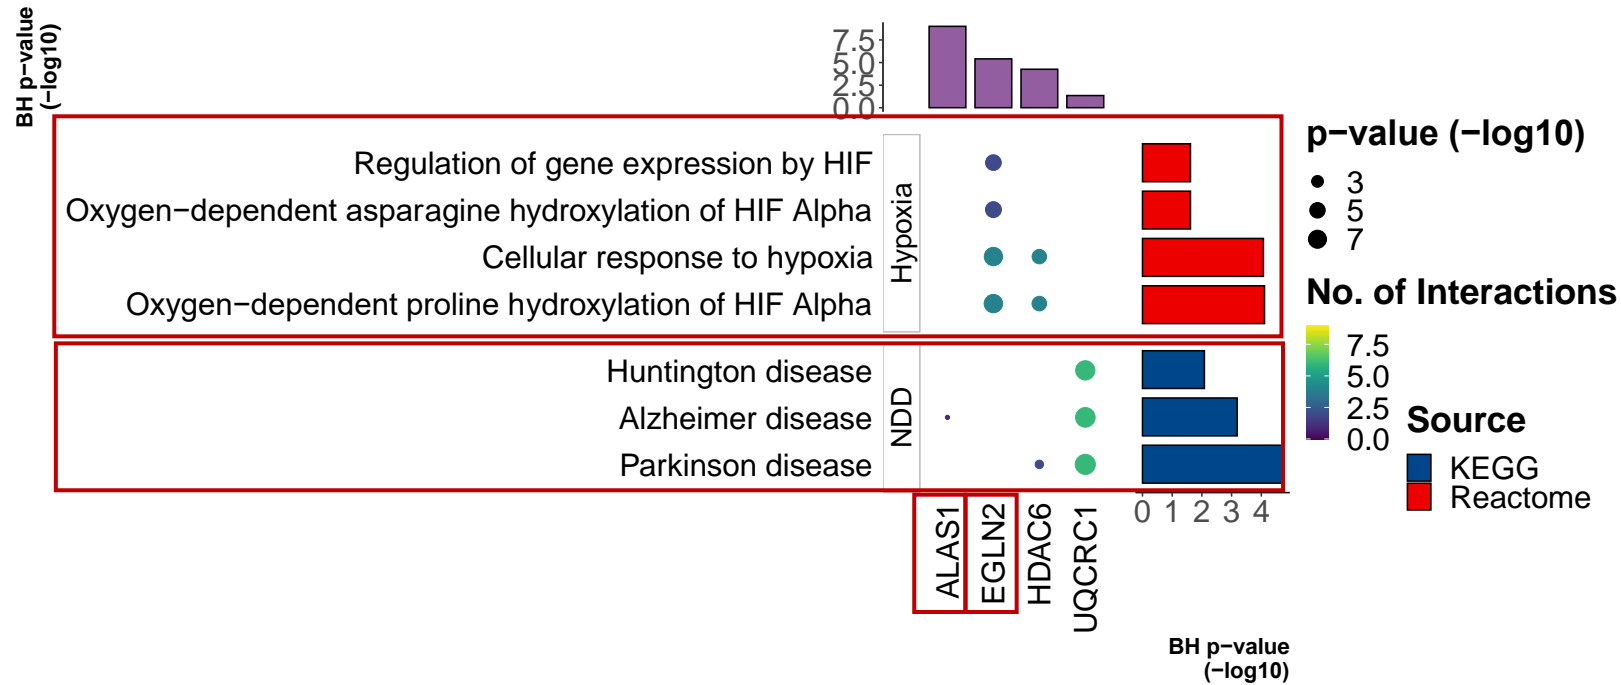 BH p−value
(−log10)
7.5
5.0
2.5
0.0
Regulation of gene expression by HIF
Oxygen−dependent asparagine hydroxylation of HIF Alpha
Cellular response to hypoxia
Oxygen−dependent proline hydroxylation of HIF Alpha
Hypoxia
Huntington disease
Alzheimer disease
Parkinson disease
NDD
ALAS1
EGLN2
HDAC6
UQCRC1
0 1 2 3 4
BH p−value
(−log10)
p−value (−log10)
3
5
7
No. of Interactions
7.5
5.0
2.5
0.0
Source
KEGG
Reactome